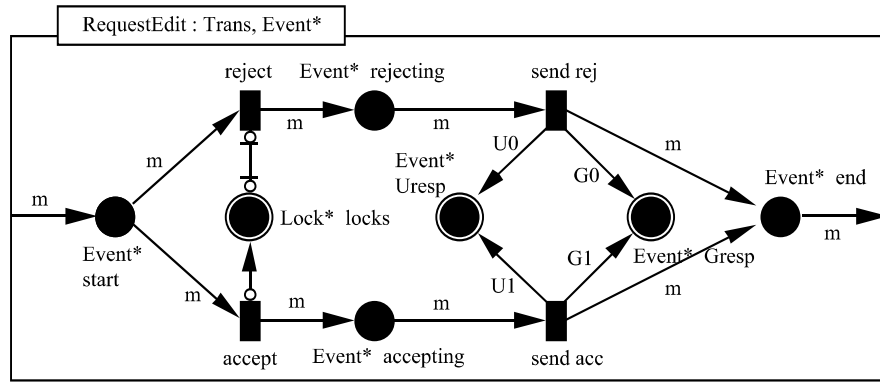 RequestEdit : Trans, Event*
reject
Event* rejecting
send rej
m
m
m
U0
m
Event*
Uresp
G0
Event* end
m
Lock* locks
Event*
start
m
Event* Gresp
G1
U1
m
m
m
m
accept
Event* accepting
send acc